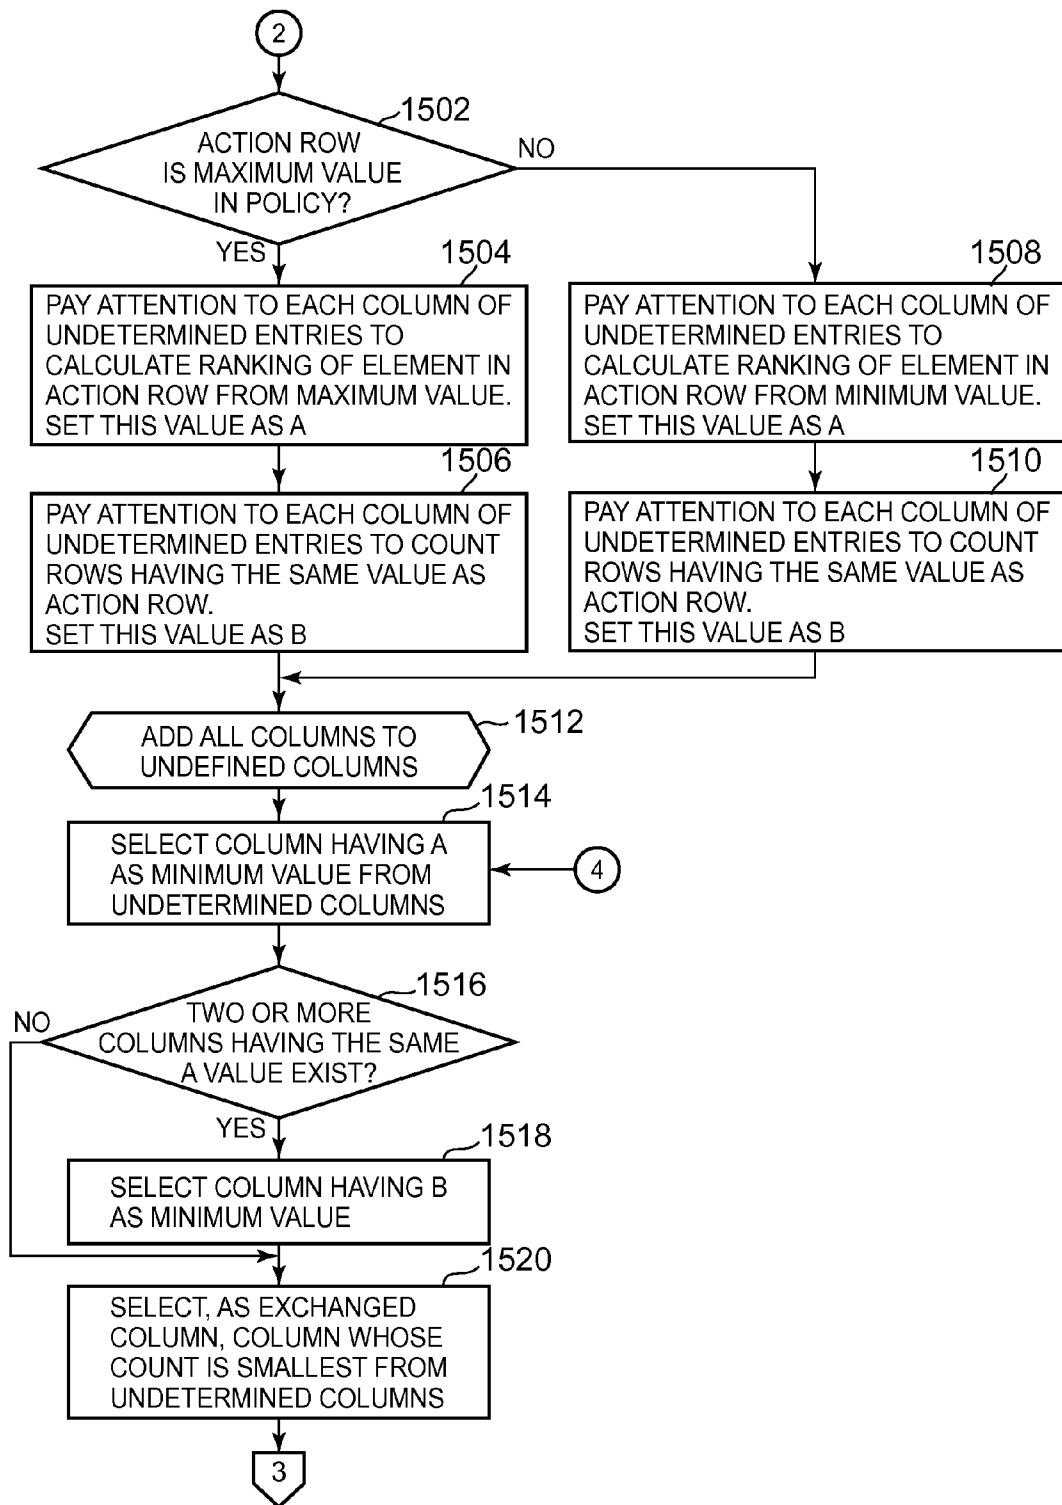 2
1502
ACTION ROW
IS MAXIMUM VALUE
IN POLICY?
NO
YES
1504
PAY ATTENTION TO EACH COLUMN OF
UNDETERMINED ENTRIES TO
CALCULATE RANKING OF ELEMENT IN
ACTION ROW FROM MAXIMUM VALUE.
SET THIS VALUE AS A
1508
PAY ATTENTION TO EACH COLUMN OF
UNDETERMINED ENTRIES TO
CALCULATE RANKING OF ELEMENT IN
ACTION ROW FROM MINIMUM VALUE.
SET THIS VALUE AS A
1506
PAY ATTENTION TO EACH COLUMN OF
UNDETERMINED ENTRIES TO COUNT
ROWS HAVING THE SAME VALUE AS
ACTION ROW.
SET THIS VALUE AS B
1510
PAY ATTENTION TO EACH COLUMN OF
UNDETERMINED ENTRIES TO COUNT
ROWS HAVING THE SAME VALUE AS
ACTION ROW.
SET THIS VALUE AS B
1512
ADD ALL COLUMNS TO
UNDEFINED COLUMNS
1514
SELECT COLUMN HAVING A
AS MINIMUM VALUE FROM
UNDETERMINED COLUMNS
4
1516
TWO OR MORE
COLUMNS HAVING THE SAME
A VALUE EXIST?
NO
YES
1518
SELECT COLUMN HAVING B
AS MINIMUM VALUE
1520
SELECT, AS EXCHANGED
COLUMN, COLUMN WHOSE
COUNT IS SMALLEST FROM
UNDETERMINED COLUMNS
3